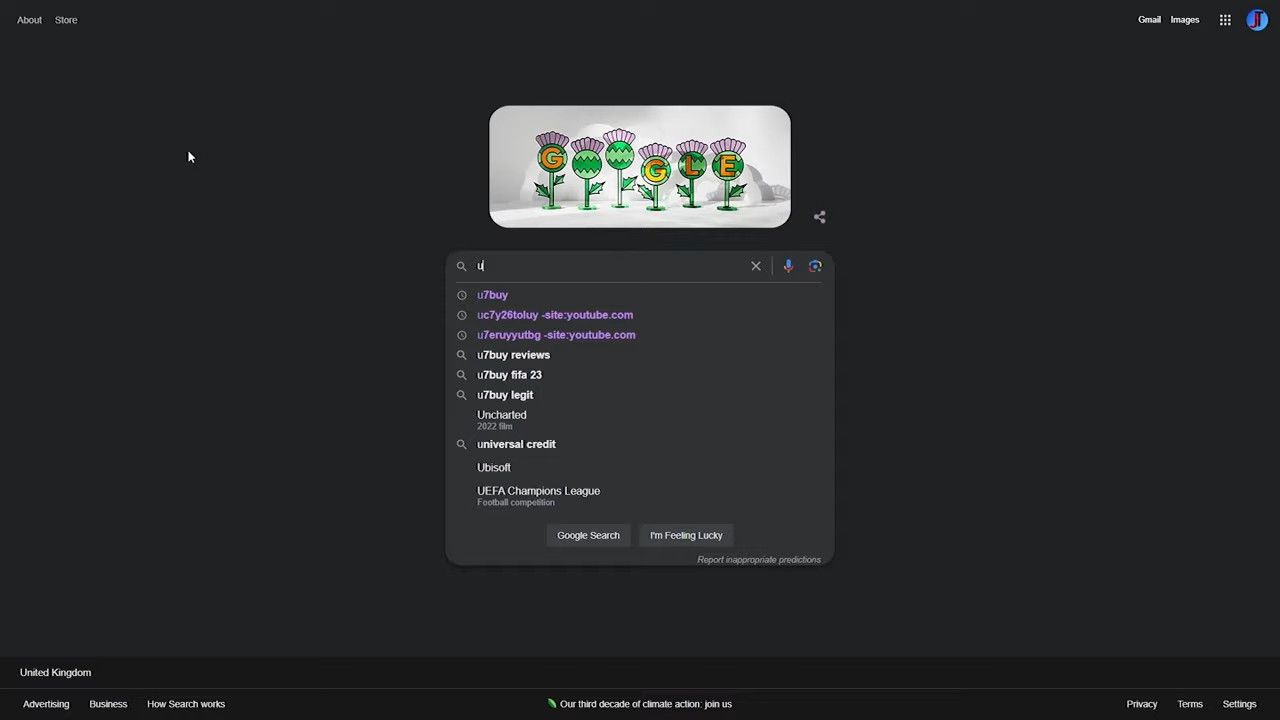 About Store
Gmail Images
JT
GOOGLE
u
u7buy
uc7y26toluy -site:youtube.com
u7eruyyutbg -site:youtube.com
u7buy reviews
u7buy fifa 23
u7buy legit
Uncharted
2022 film
universal credit
Ubisoft
UEFA Champions League
Football competition
Google Search I'm Feeling Lucky
Report inappropriate predictions
United Kingdom
Advertising Business How Search works Our third decade of climate action: join us Privacy Terms Settings